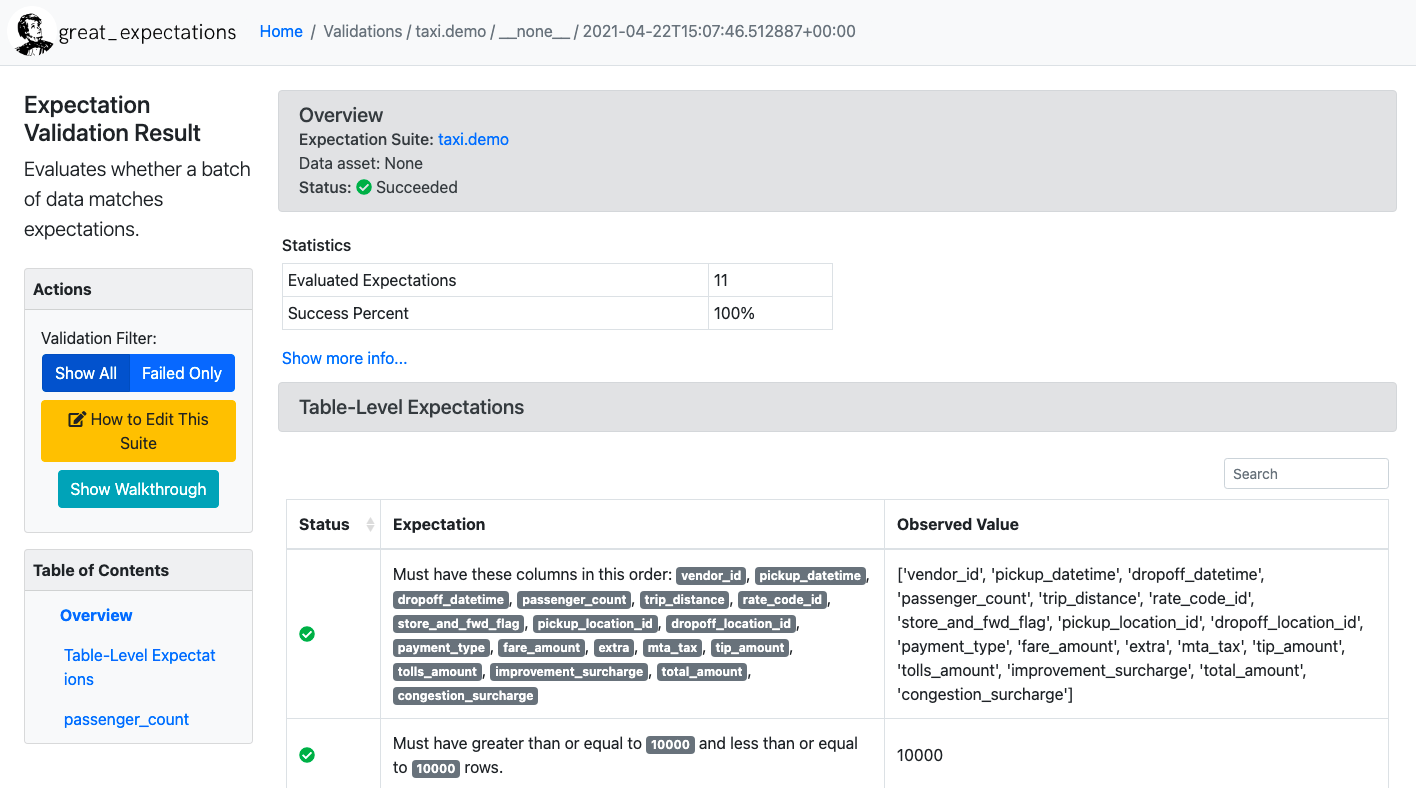 great_expectations
Home / Validations / taxi.demo / __none__ / 2021-04-22T15:07:46.512887+00:00
Expectation
Validation Result
Evaluates whether a batch
of data matches
expectations.
Actions
Validation Filter:
Show All Failed Only
How to Edit This
Suite
Show Walkthrough
Table of Contents
Overview
Table-Level Expectat
ions
passenger_count
Overview
Expectation Suite: taxi.demo
Data asset: None
Status: Succeeded
Statistics
Evaluated Expectations 11
Success Percent 100%
Show more info...
Table-Level Expectations
Search
Status Expectation Observed Value
Must have these columns in this order: vendor_id, pickup_datetime,
dropoff_datetime, passenger_count, trip_distance, rate_code_id,
store_and_fwd_flag, pickup_location_id, dropoff_location_id,
payment_type, fare_amount, extra, mta_tax, tip_amount,
tolls_amount, improvement_surcharge, total_amount,
congestion_surcharge
['vendor_id', 'pickup_datetime', 'dropoff_datetime',
'passenger_count', 'trip_distance', 'rate_code_id',
'store_and_fwd_flag', 'pickup_location_id', 'dropoff_location_id',
'payment_type', 'fare_amount', 'extra', 'mta_tax', 'tip_amount',
'tolls_amount', 'improvement_surcharge', 'total_amount',
'congestion_surcharge']
Must have greater than or equal to 10000 and less than or equal
to 10000 rows.
10000